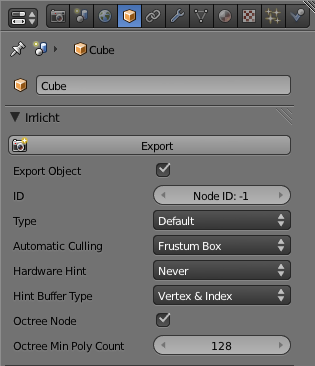 Cube
Cube
Irrlicht
Export
Export Object
ID Node ID: -1
Type Default
Automatic Culling Frustum Box
Hardware Hint Never
Hint Buffer Type Vertex & Index
Octree Node
Octree Min Poly Count 128